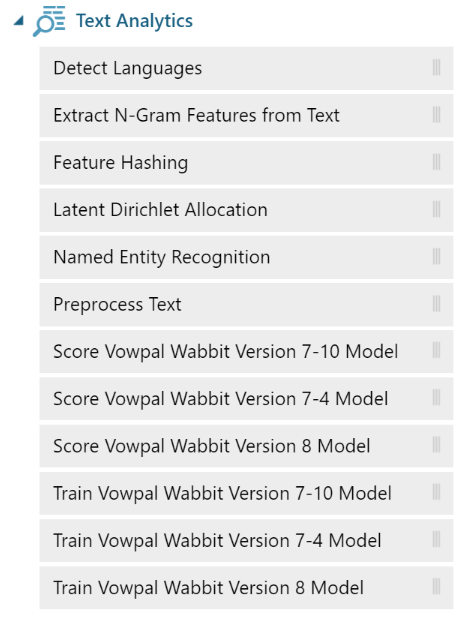 Text Analytics
Detect Languages
Extract N-Gram Features from Text
Feature Hashing
Latent Dirichlet Allocation
Named Entity Recognition
Preprocess Text
Score Vowpal Wabbit Version 7-10 Model
Score Vowpal Wabbit Version 7-4 Model
Score Vowpal Wabbit Version 8 Model
Train Vowpal Wabbit Version 7-10 Model
Train Vowpal Wabbit Version 7-4 Model
Train Vowpal Wabbit Version 8 Model